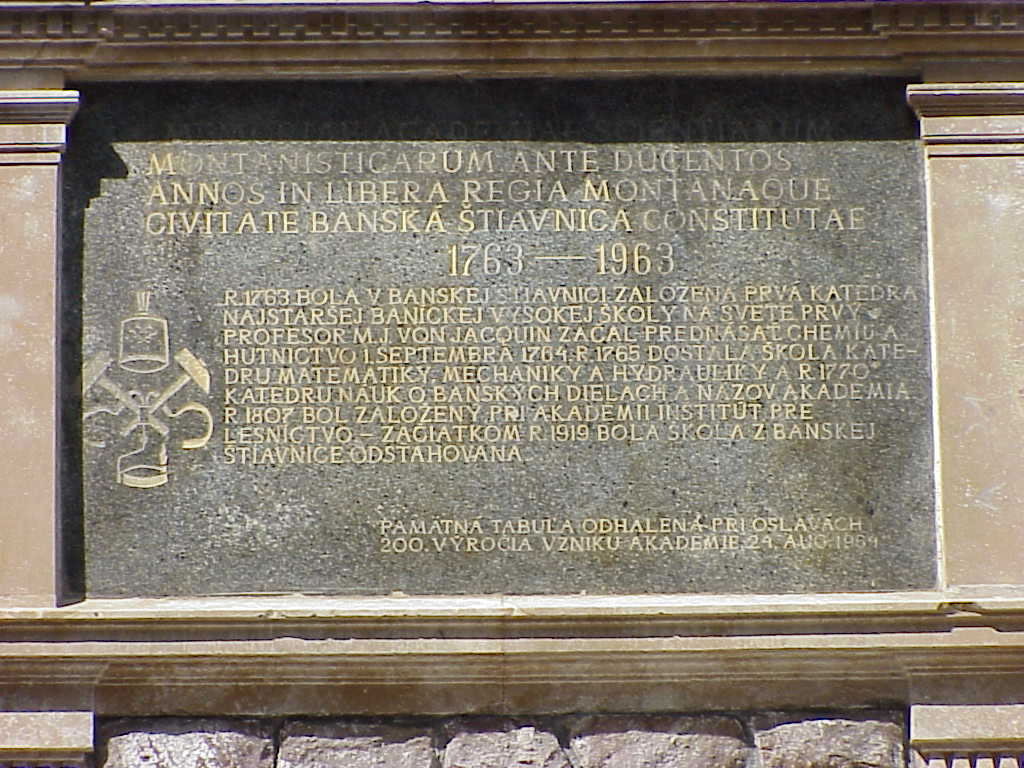 ACADEMIAE SCIENTIARUM
MONTANISTICARUM ANTE DUCENTOS
ANNOS IN LIBERA REGIA MONTANAQUE
CIVITATE BANSKÁ ŠTIAVNICA CONSTITUTAE
1763 — 1963
R.1763 BOLA V BANSKEJ ŠTIAVNICI ZALOŽENÁ PRVÁ KATEDRA
NAJSTARŠEJ BANÍCKEJ VYSOKEJ ŠKOLY NA SVETE PRVÝ
PROFESOR M.J. VON JACQUIN ZAČAL PREDNÁŠAŤ CHÉMIU A
HUTNÍCTVO 1. SEPTEMBRA 1764. R. 1765 DOSTALA ŠKOLA KATE-
DRU MATEMATIKY, MECHANIKY A HYDRAULIKY A R. 1770
KATEDRU NÁUK O BANSKÝCH DIELACH A NÁZOV AKADÉMIA
R. 1807 BOL ZALOŽENÝ PRI AKADÉMII INŠTITÚT PRE
LESNÍCTVO – ZAČIATKOM R. 1919 BOLA ŠKOLA Z BANSKEJ
ŠTIAVNICE ODSŤAHOVANÁ.
PAMÄTNÁ TABUĽA ODHALENÁ PRI OSLAVÁCH
200. VÝROČIA VZNIKU AKADÉMIE 24. AUG. 1964